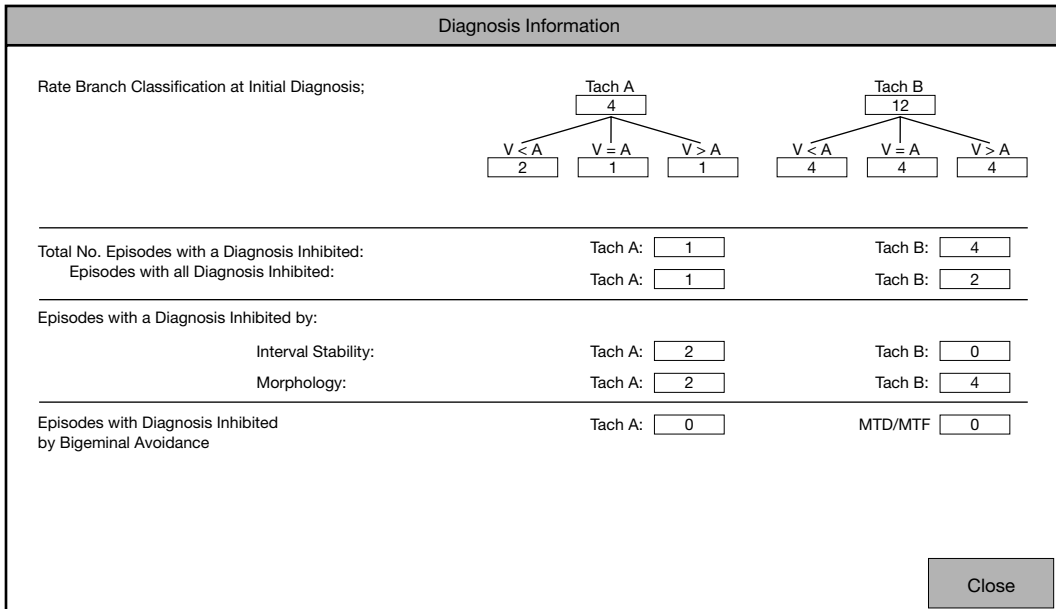 Diagnosis Information
Rate Branch Classification at Initial Diagnosis;
Tach A
Tach B
4
12
V < A
V = A
V > A
V < A
V = A
V > A
2
1
1
4
4
4
Total No. Episodes with a Diagnosis Inhibited:
Tach A:
1
Tach B:
4
Episodes with all Diagnosis Inhibited:
Tach A:
1
Tach B:
2
Episodes with a Diagnosis Inhibited by:
Interval Stability:
Tach A:
2
Tach B:
0
Morphology:
Tach A:
2
Tach B:
4
Episodes with Diagnosis Inhibited
by Bigeminal Avoidance
Tach A:
0
MTD/MTF
0
Close